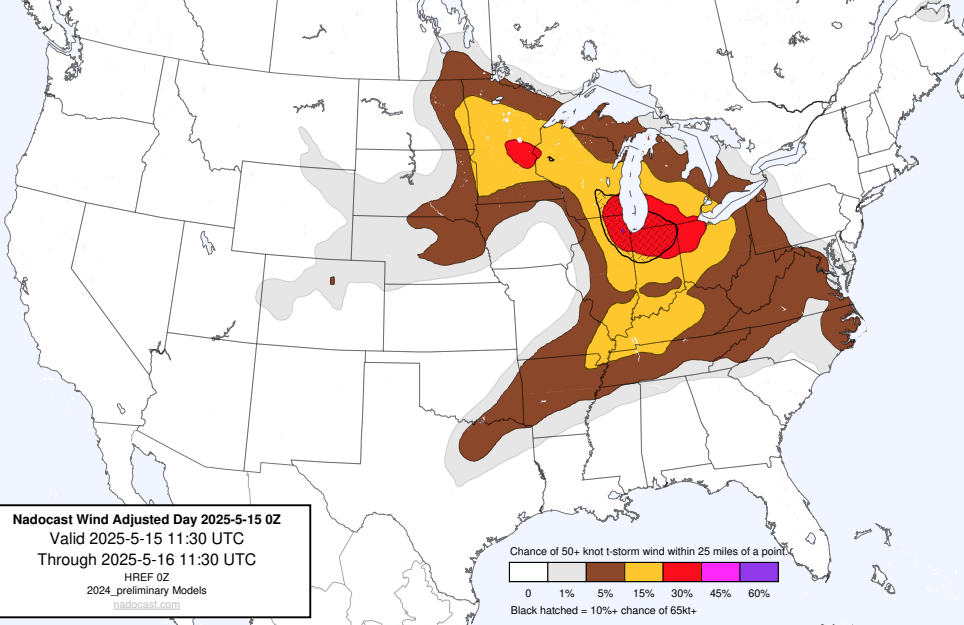 Nadocast Wind Adjusted Day 2025-5-15 0Z
Valid 2025-5-15 11:30 UTC
Through 2025-5-16 11:30 UTC
HREF 0Z
2024_preliminary Models
nadocast.com
Chance of 50+ knot t-storm wind within 25 miles of a point.
0 1% 5% 15% 30% 45% 60%
Black hatched = 10%+ chance of 65kt+